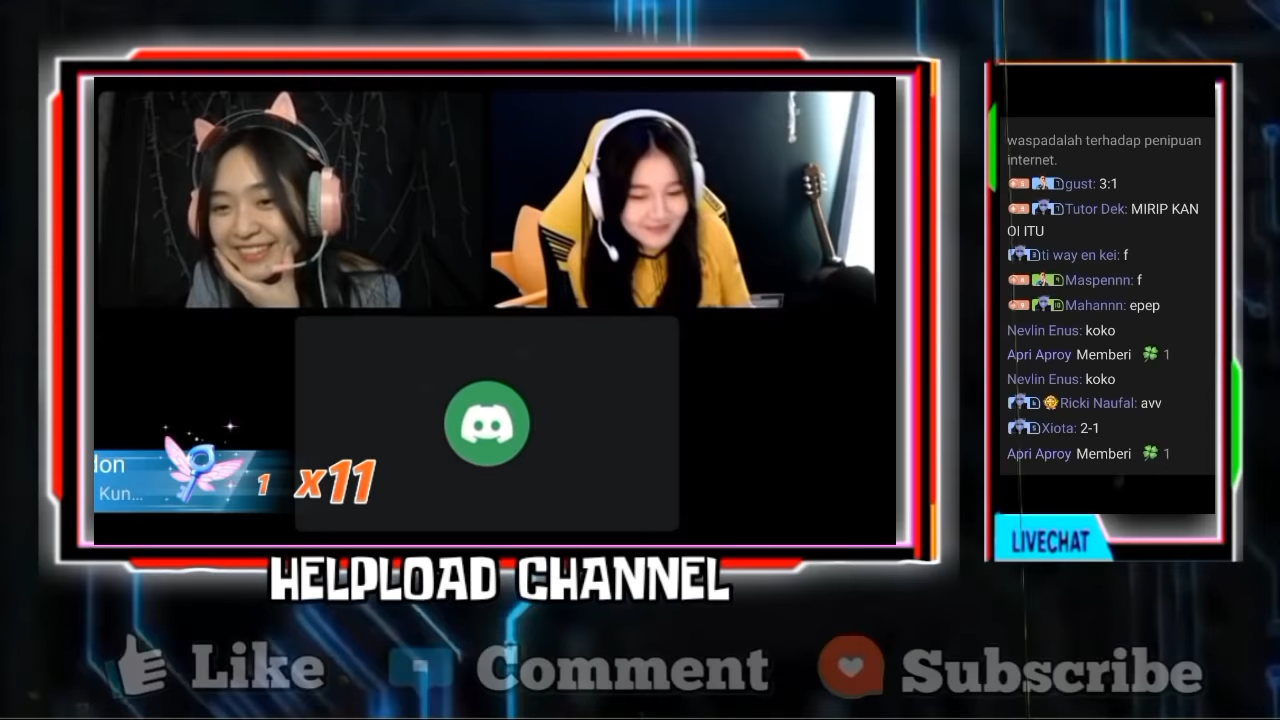 waspadalah terhadap penipuan
internet.
gust: 3:1
Tutor Dek: MIRIP KAN
OI ITU
ti way en kei: f
Maspennn: f
Mahannn: epep
Nevlin Enus: koko
Apri Aproy Memberi 1
Nevlin Enus: koko
Ricki Naufal: avv
Xiota: 2-1
Apri Aproy Memberi 1
LIVECHAT
lon
Kun...
1 x11
HELPLOAD CHANNEL
Like Comment Subscribe